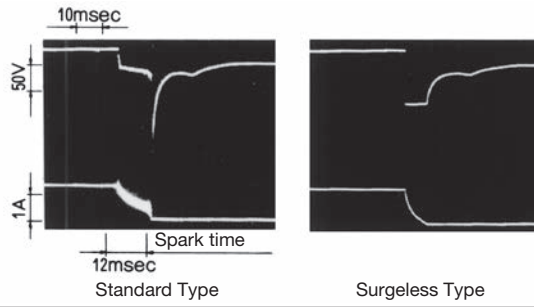 10msec
50V
1A
Spark time
12msec
Standard Type
Surgeless Type